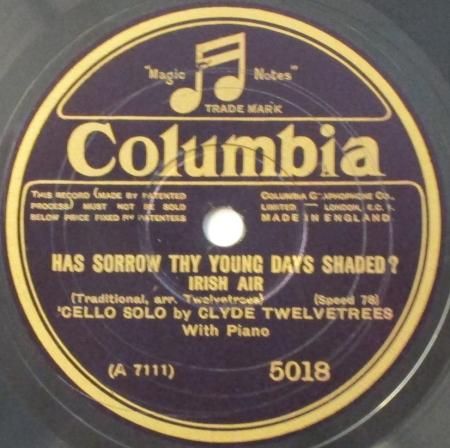 "Magic Notes"
TRADE MARK
Columbia
THIS RECORD (MADE BY PATENTED
PROCESS) MUST NOT BE SOLD
BELOW PRICE FIXED BY PATENTEES
COLUMBIA GRAPHOPHONE CO.,
LIMITED — LONDON, E.C. 1.
MADE IN ENGLAND
HAS SORROW THY YOUNG DAYS SHADED?
IRISH AIR
(Traditional, arr. Twelvetrees) (Speed 78)
'CELLO SOLO by CLYDE TWELVETREES
With Piano
(A 7111) 5018